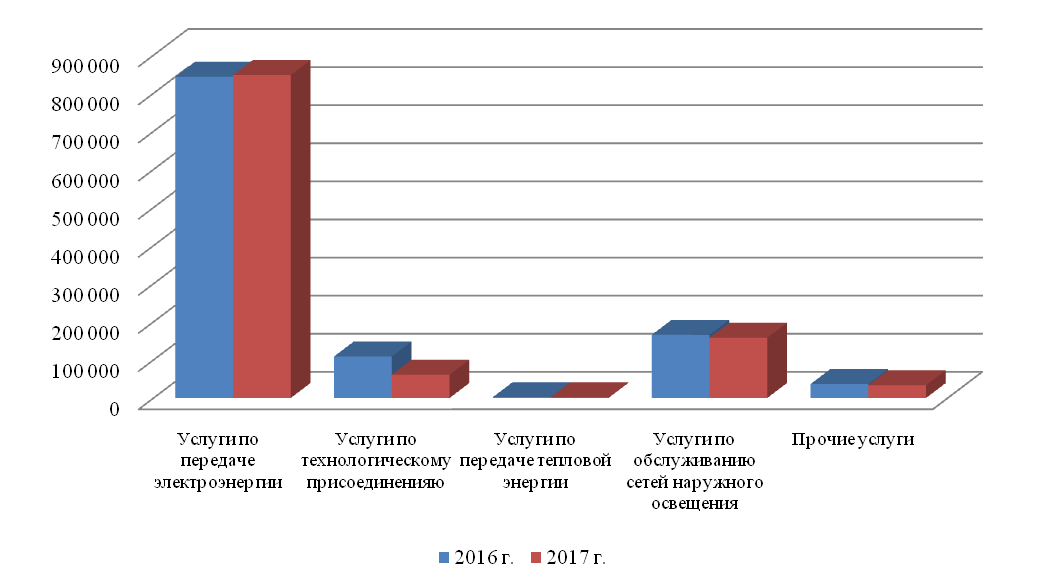 900 000
800 000
700 000
600 000
500 000
400 000
300 000
200 000
100 000
0
Услуги по
передаче
электроэнергии
Услуги по
технологическому
присоединенияю
Услуги по
передаче тепловой
энергии
Услуги по
обслуживанию
сетей наружного
освещения
Прочие услуги
2016 г.
2017 г.